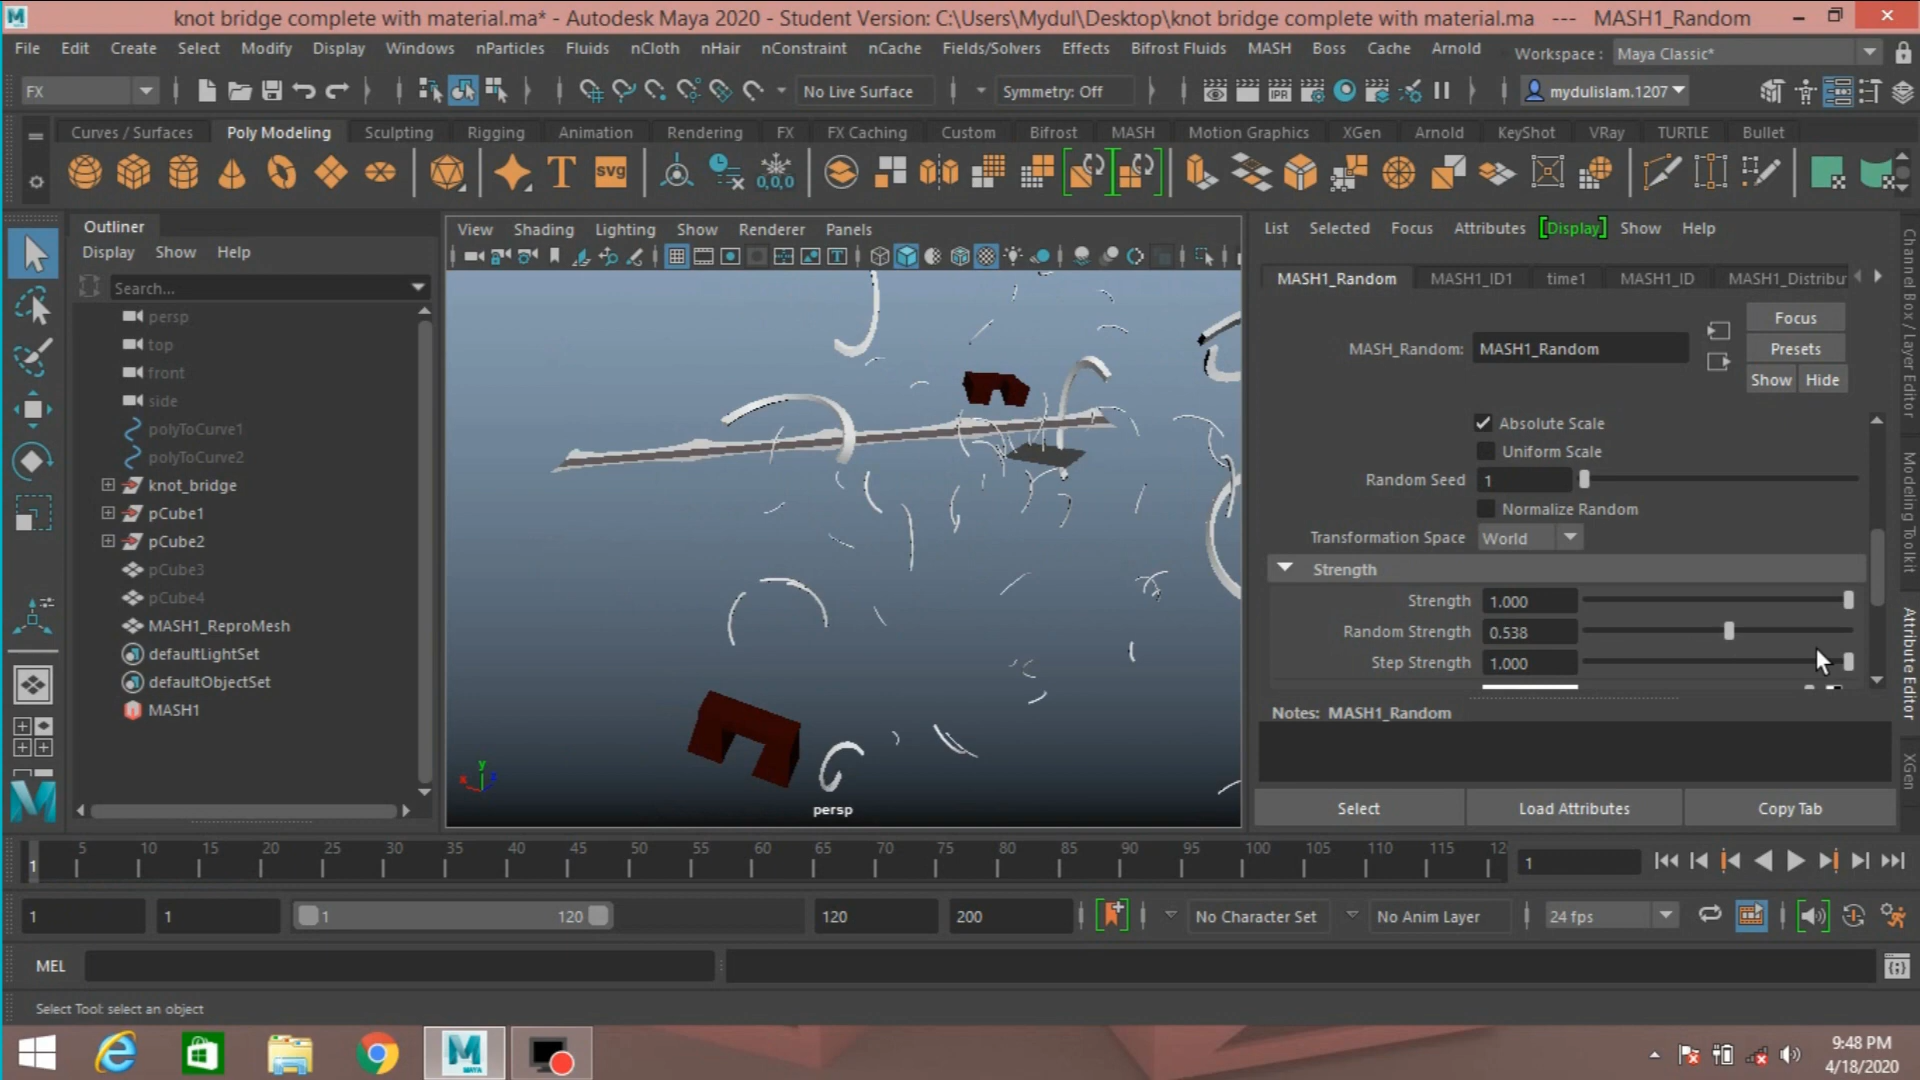 knot bridge complete with material.ma* - Autodesk Maya 2020 - Student Version: C:\Users\Mydul\Desktop\knot bridge complete with material.ma --- MASH1_Random
File Edit Create Select Modify Display Windows nParticles Fluids nCloth nHair nConstraint nCache Fields/Solvers Effects Bifrost Fluids MASH Boss Cache Arnold Workspace : Maya Classic*
FX No Live Surface Symmetry: Off IPR mydulislam.1207
Curves / Surfaces Poly Modeling Sculpting Rigging Animation Rendering FX FX Caching Custom Bifrost MASH Motion Graphics XGen Arnold KeyShot VRay TURTLE Bullet
T SVG 0,0,0
Outliner
Display Show Help
Search...
persp
top
front
side
polyToCurve1
polyToCurve2
knot_bridge
pCube1
pCube2
pCube3
pCube4
MASH1_ReproMesh
defaultLightSet
defaultObjectSet
MASH1
View Shading Lighting Show Renderer Panels
y
x z
persp
List Selected Focus Attributes Display Show Help
MASH1_Random MASH1_ID1 time1 MASH1_ID MASH1_Distribur
Focus
MASH_Random: MASH1_Random Presets
Show Hide
Absolute Scale
Uniform Scale
Random Seed 1
Normalize Random
Transformation Space World
Strength
Strength 1.000
Random Strength 0.538
Step Strength 1.000
Notes: MASH1_Random
Select Load Attributes Copy Tab
Channel Box / Layer Editor
Modeling Toolkit
Attribute Editor
XGen
1 5 10 15 20 25 30 35 40 45 50 55 60 65 70 75 80 85 90 95 100 105 110 115 12 1
1 1 1 120 120 200 No Character Set No Anim Layer 24 fps
MEL
Select Tool: select an object
MAYA
9:48 PM
4/18/2020